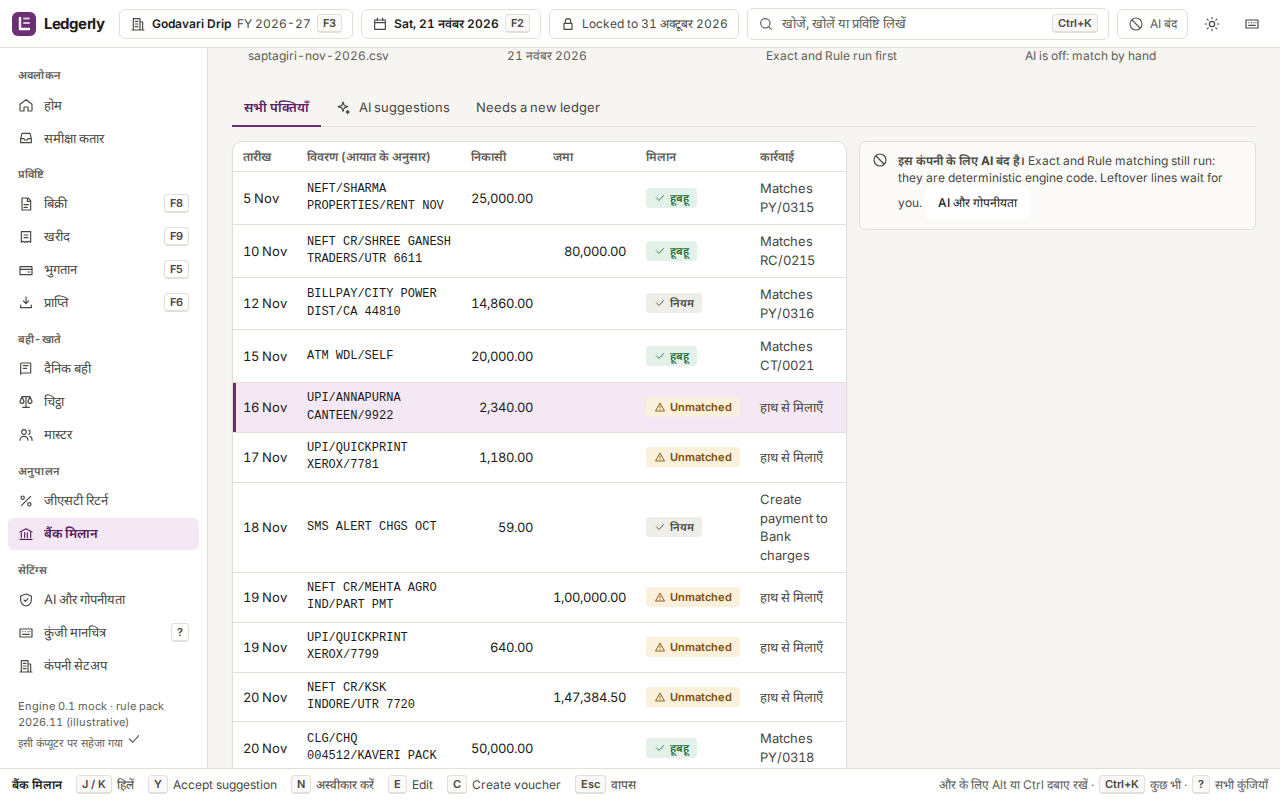 Ledgerly
Godavari Drip FY 2026-27 F3
Sat, 21 नवंबर 2026 F2
Locked to 31 अक्टूबर 2026
खोजें, खोलें या प्रविष्टि लिखें Ctrl+K
AI बंद
अवलोकन
होम
समीक्षा कतार
प्रविष्टि
बिक्री F8
खरीद F9
भुगतान F5
प्राप्ति F6
बही-खाते
दैनिक बही
चिट्ठा
मास्टर
अनुपालन
जीएसटी रिटर्न
बैंक मिलान
सेटिंग्स
AI और गोपनीयता
कुंजी मानचित्र ?
कंपनी सेटअप
Engine 0.1 mock · rule pack
2026.11 (illustrative)
इसी कंप्यूटर पर सहेजा गया
saptagiri-nov-2026.csv 21 नवंबर 2026 Exact and Rule run first AI is off: match by hand
सभी पंक्तियाँ AI suggestions Needs a new ledger
तारीख विवरण (आयात के अनुसार) निकासी जमा मिलान कार्रवाई
5 Nov NEFT/SHARMA PROPERTIES/RENT NOV 25,000.00 हूबहू Matches PY/0315
10 Nov NEFT CR/SHREE GANESH TRADERS/UTR 6611 80,000.00 हूबहू Matches RC/0215
12 Nov BILLPAY/CITY POWER DIST/CA 44810 14,860.00 नियम Matches PY/0316
15 Nov ATM WDL/SELF 20,000.00 हूबहू Matches CT/0021
16 Nov UPI/ANNAPURNA CANTEEN/9922 2,340.00 Unmatched हाथ से मिलाएँ
17 Nov UPI/QUICKPRINT XEROX/7781 1,180.00 Unmatched हाथ से मिलाएँ
18 Nov SMS ALERT CHGS OCT 59.00 नियम Create payment to Bank charges
19 Nov NEFT CR/MEHTA AGRO IND/PART PMT 1,00,000.00 Unmatched हाथ से मिलाएँ
19 Nov UPI/QUICKPRINT XEROX/7799 640.00 Unmatched हाथ से मिलाएँ
20 Nov NEFT CR/KSK INDORE/UTR 7720 1,47,384.50 Unmatched हाथ से मिलाएँ
20 Nov CLG/CHQ 004512/KAVERI PACK 50,000.00 हूबहू Matches PY/0318
इस कंपनी के लिए AI बंद है। Exact and Rule matching still run:
they are deterministic engine code. Leftover lines wait for
you. AI और गोपनीयता
बैंक मिलान J / K हिलें Y Accept suggestion N अस्वीकार करें E Edit C Create voucher Esc वापस
और के लिए Alt या Ctrl दबाए रखें · Ctrl+K कुछ भी · ? सभी कुंजियाँ